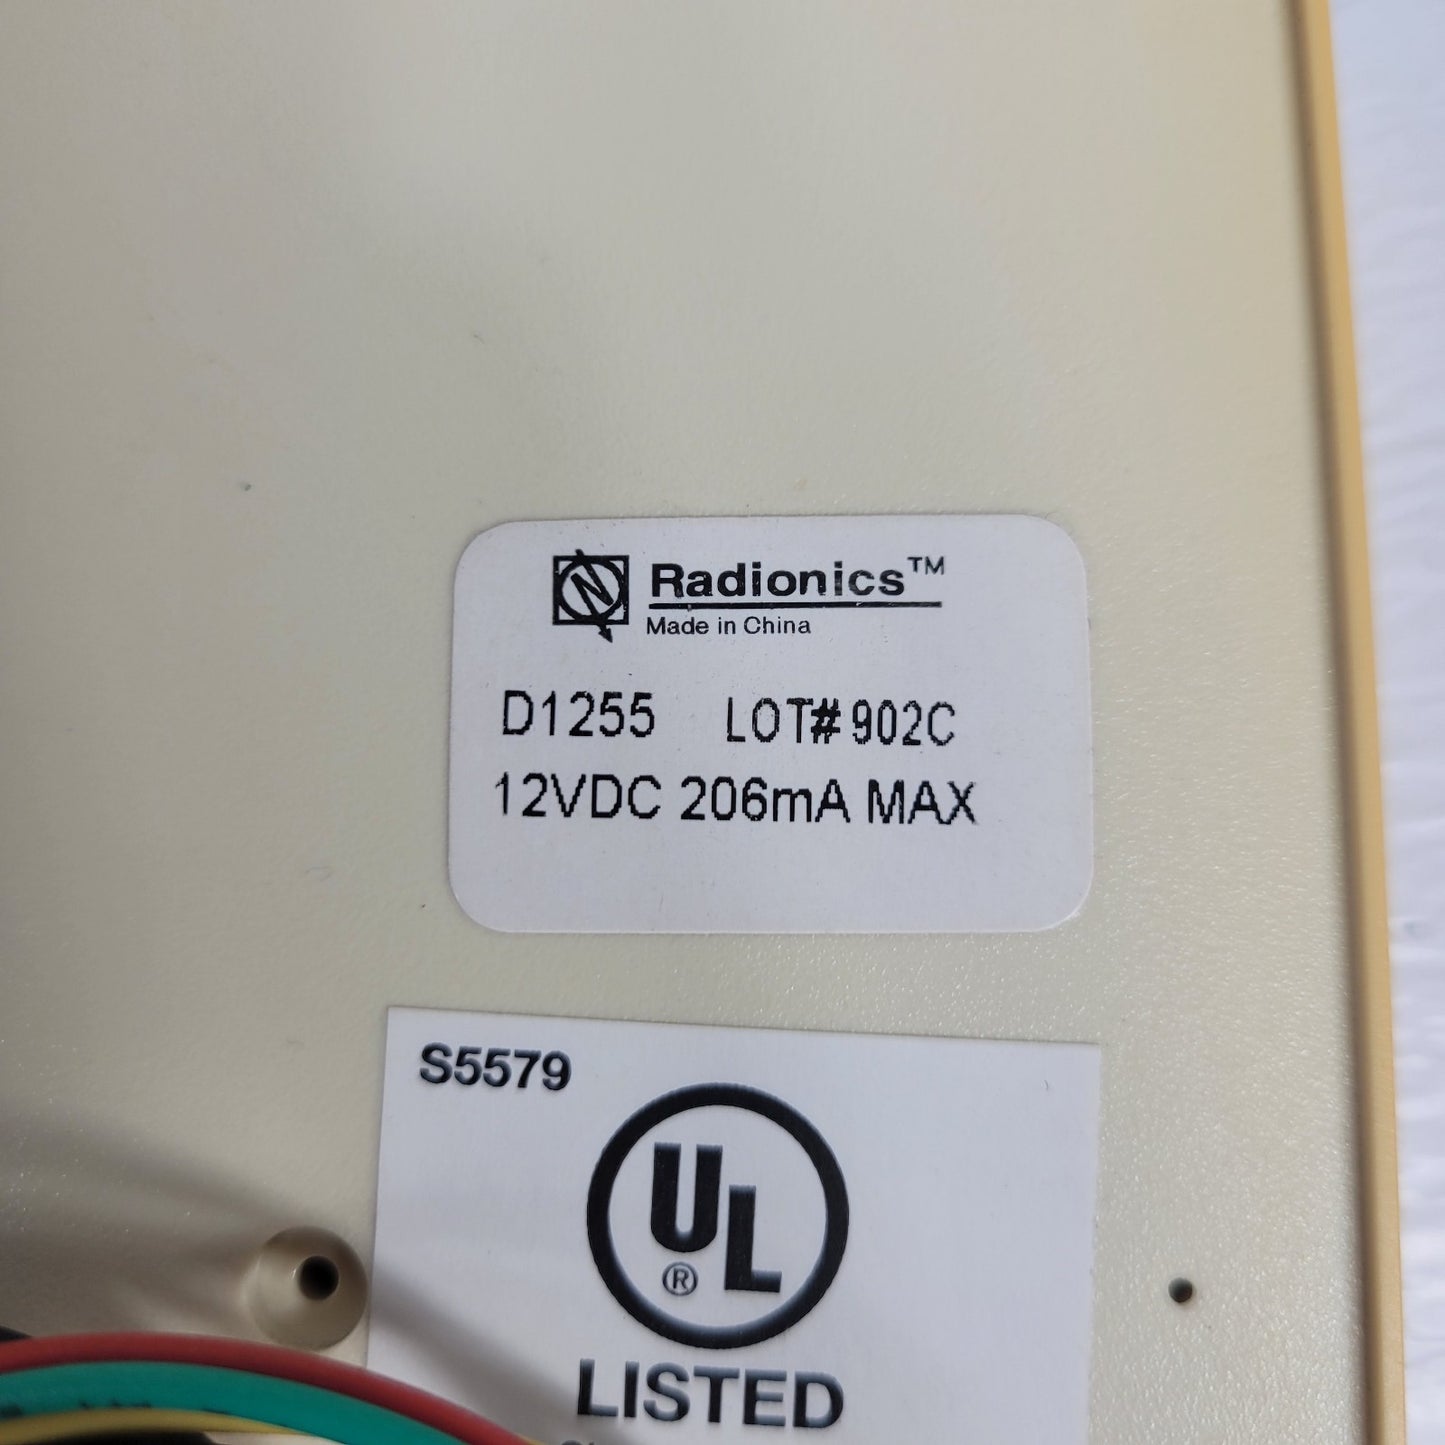 Radionics™
Made in China
D1255 LOT# 902C
12VDC 206mA MAX
S5579
UL
®
LISTED